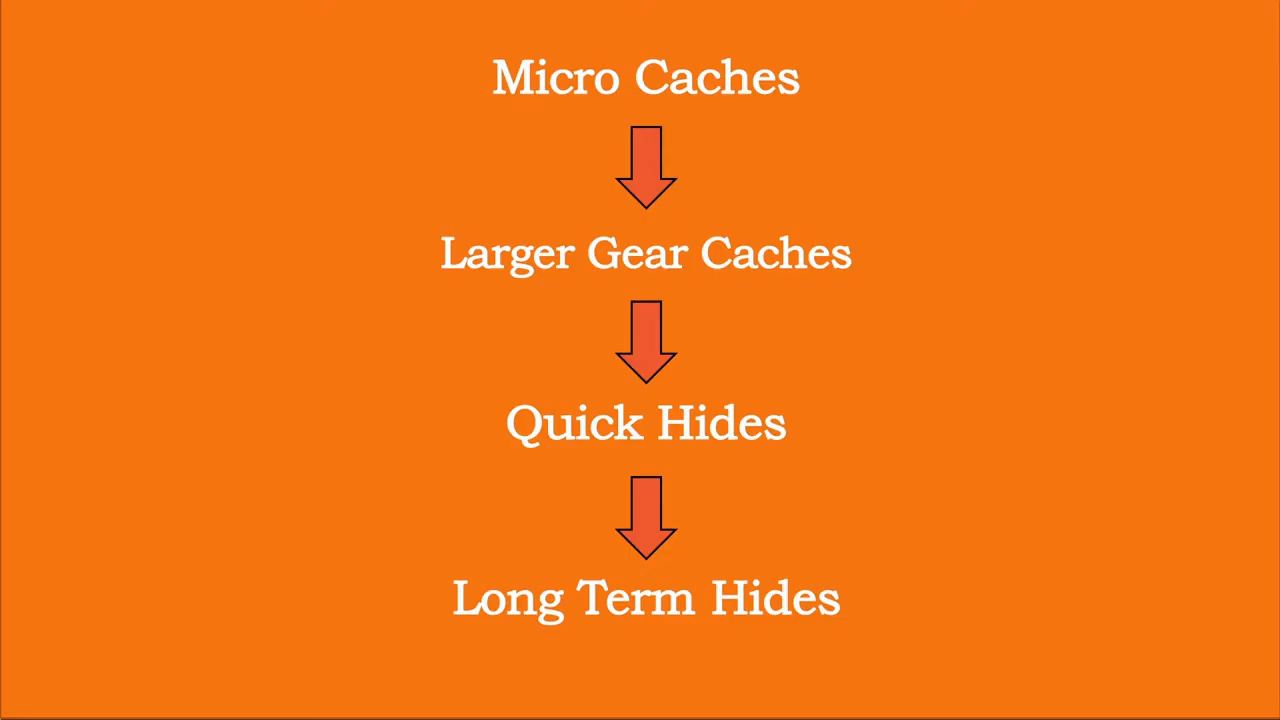 Micro Caches
Larger Gear Caches
Quick Hides
Long Term Hides